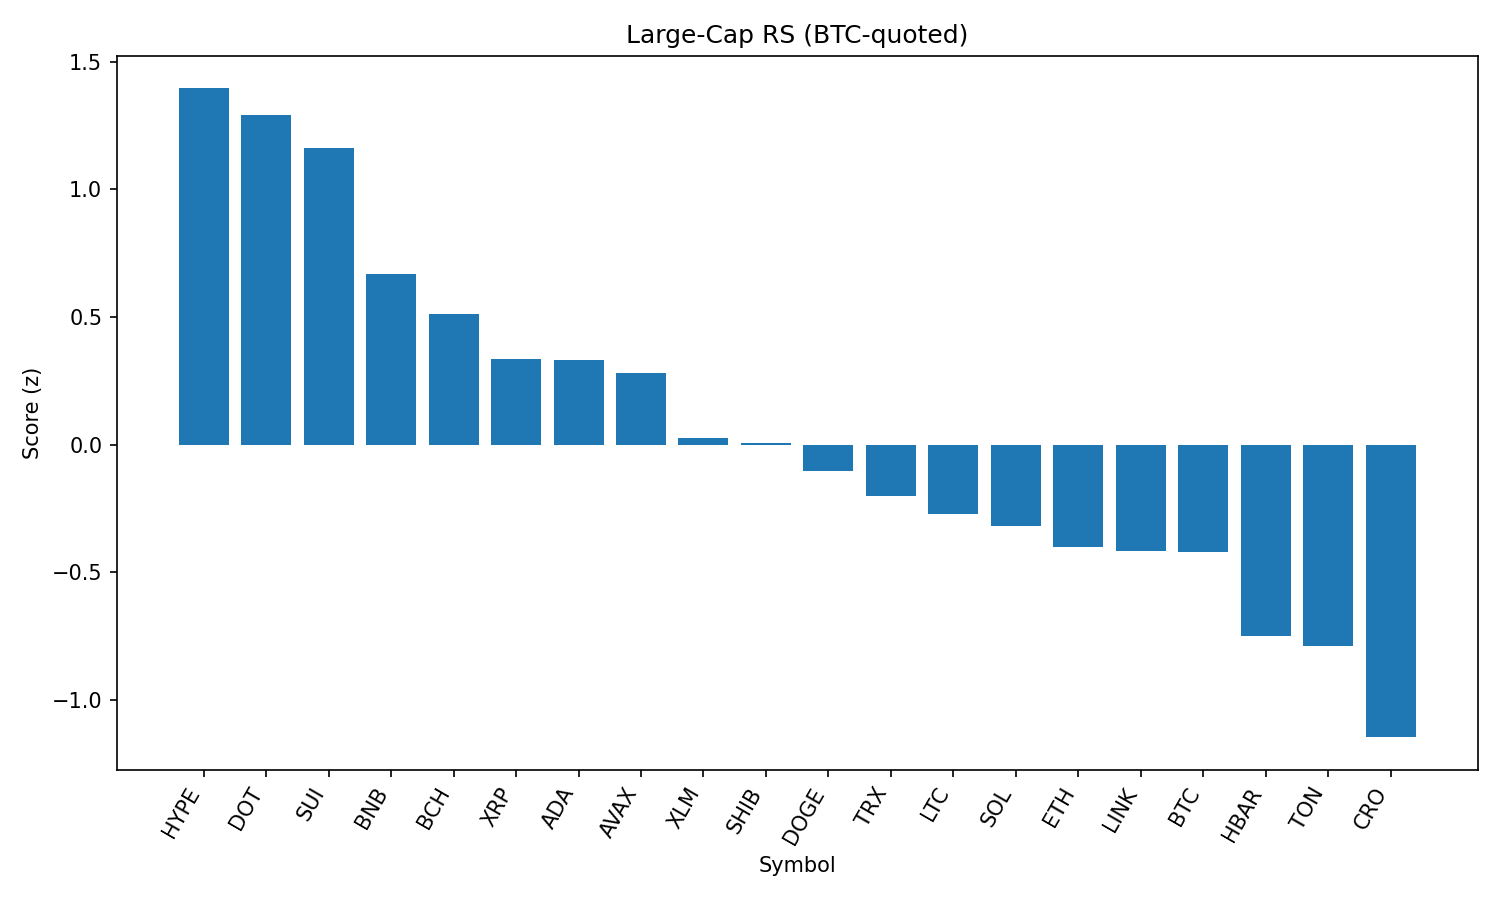 Large-Cap RS (BTC-quoted)
Score (z)
1.5
1.0
0.5
0.0
−0.5
−1.0
HYPE
DOT
SUI
BNB
BCH
XRP
ADA
AVAX
XLM
SHIB
DOGE
TRX
LTC
SOL
ETH
LINK
BTC
HBAR
TON
CRO
Symbol